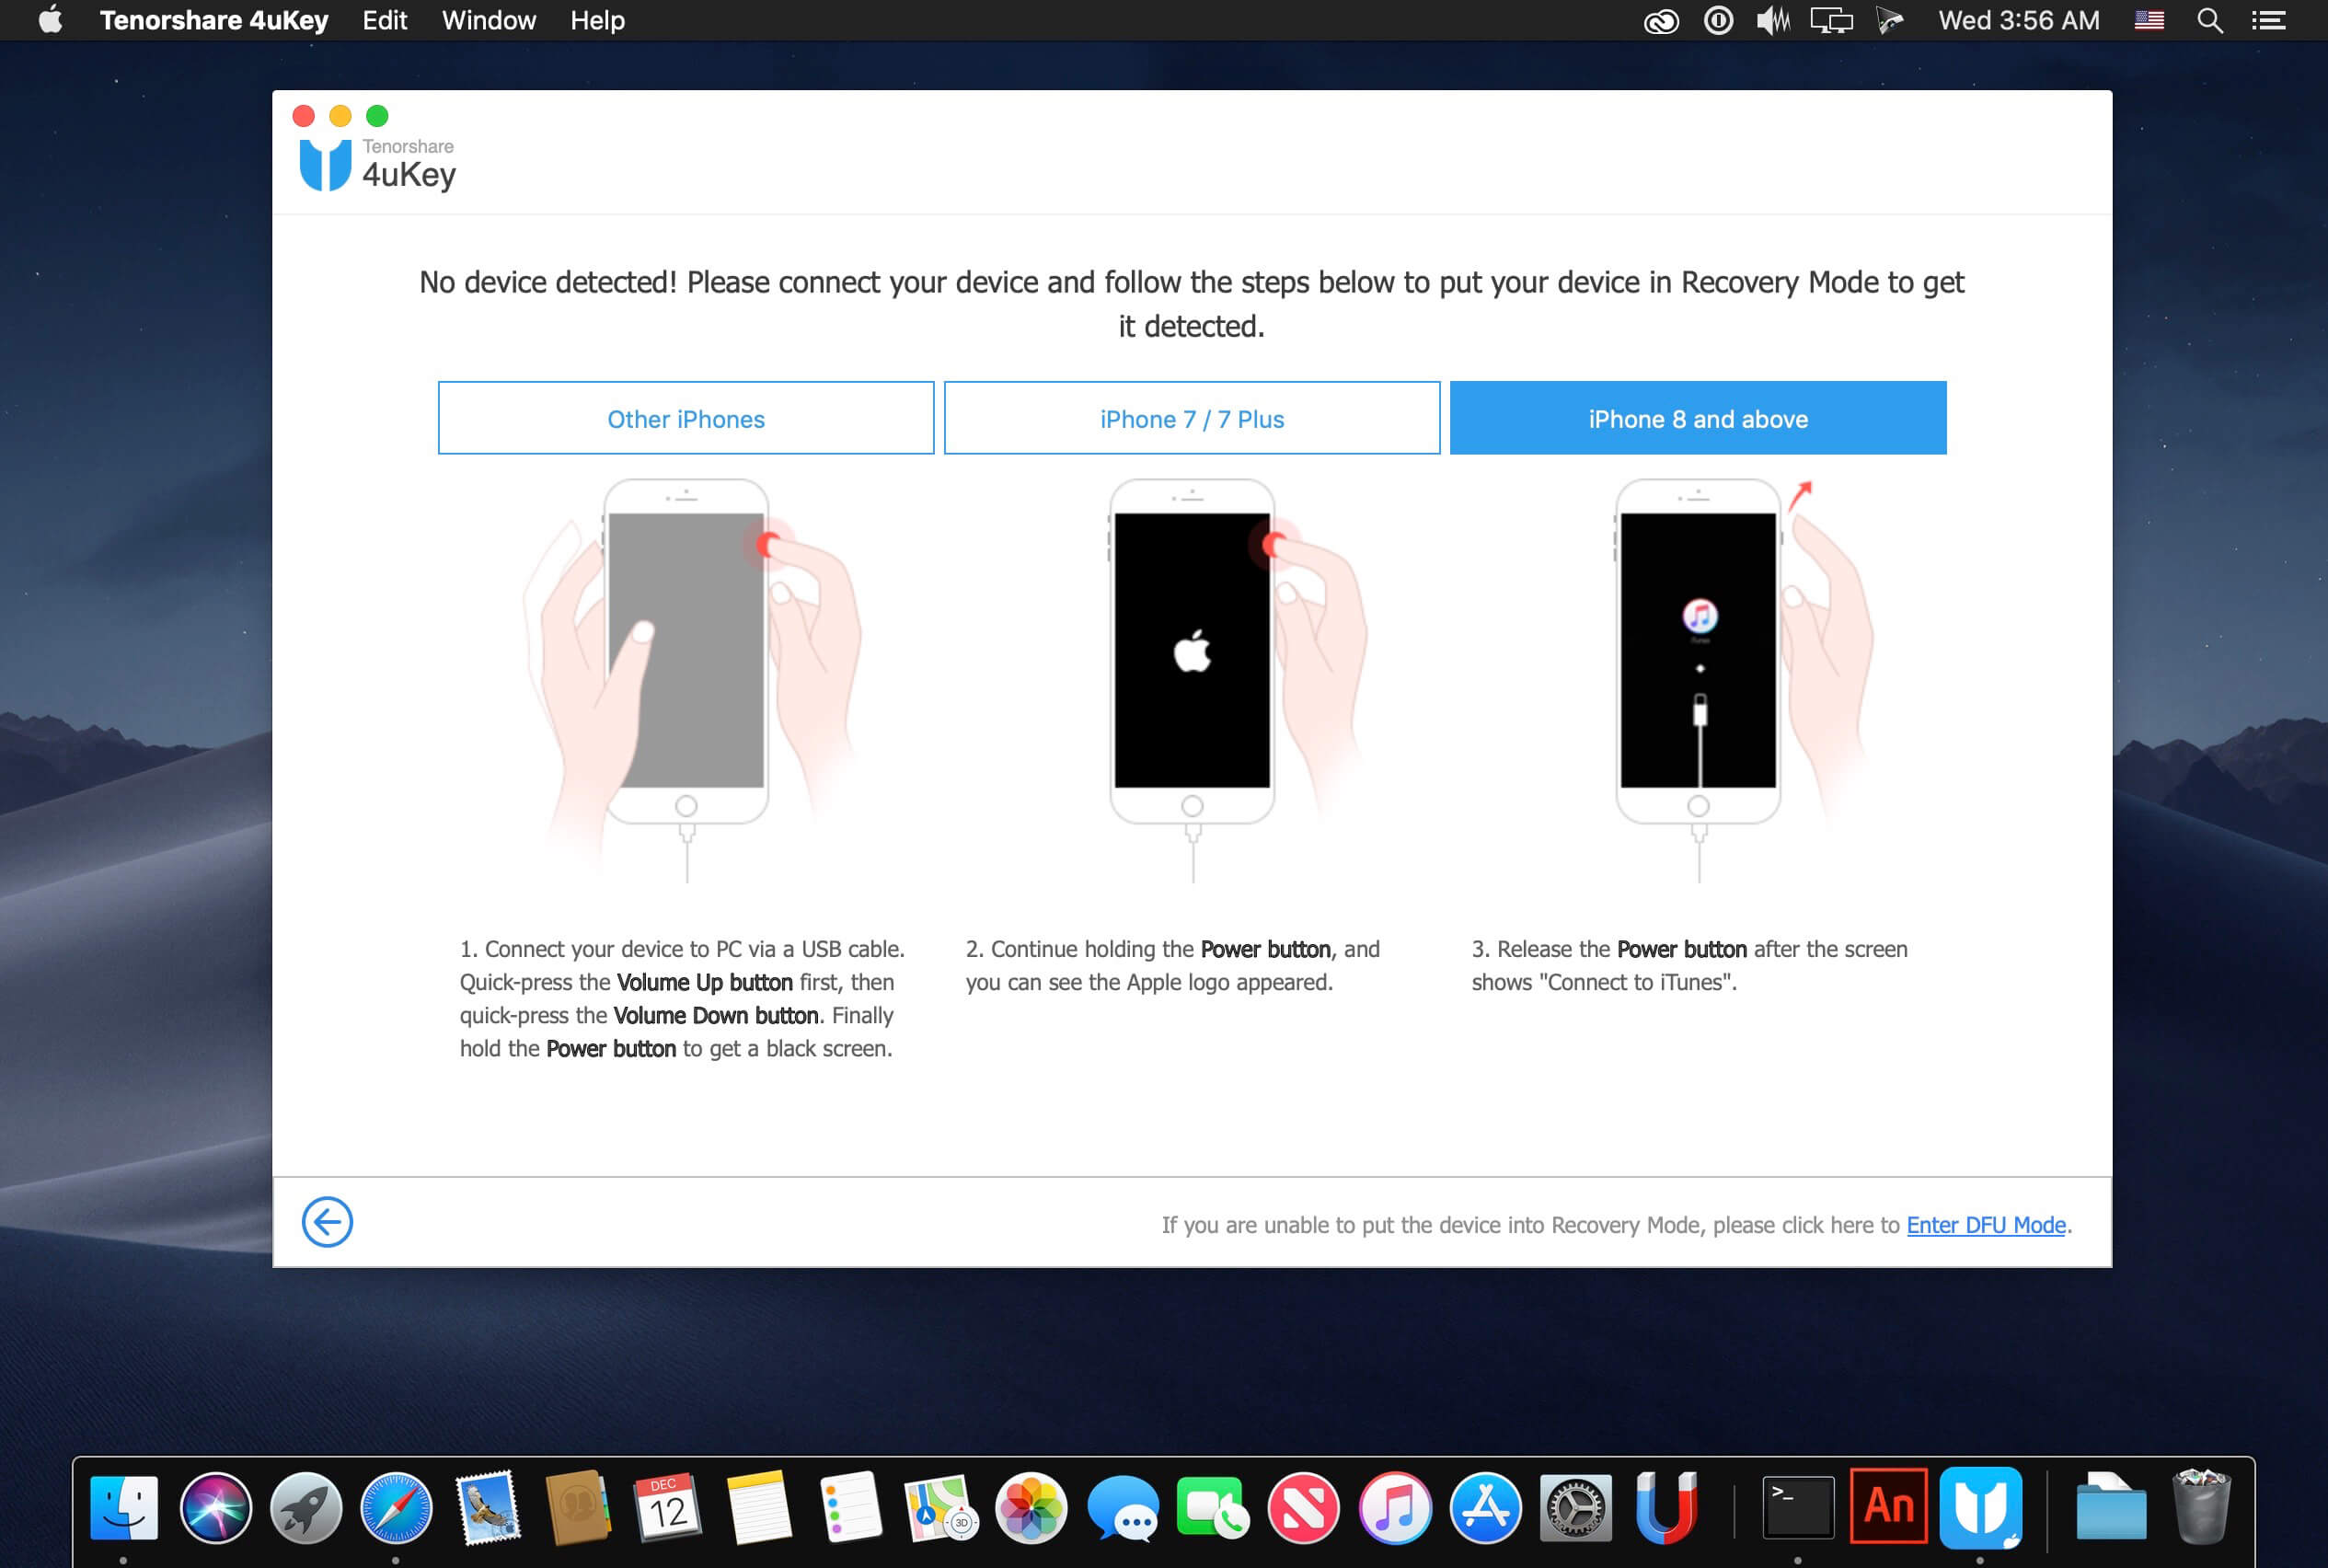 Tenorshare 4uKey Edit Window Help Wed 3:56 AM
Tenorshare
4uKey
No device detected! Please connect your device and follow the steps below to put your device in Recovery Mode to get
it detected.
Other iPhones
iPhone 7 / 7 Plus
iPhone 8 and above
1. Connect your device to PC via a USB cable.
Quick-press the Volume Up button first, then
quick-press the Volume Down button. Finally
hold the Power button to get a black screen.
2. Continue holding the Power button, and
you can see the Apple logo appeared.
3. Release the Power button after the screen
shows "Connect to iTunes".
If you are unable to put the device into Recovery Mode, please click here to Enter DFU Mode.
DEC
12
3D
>_
An